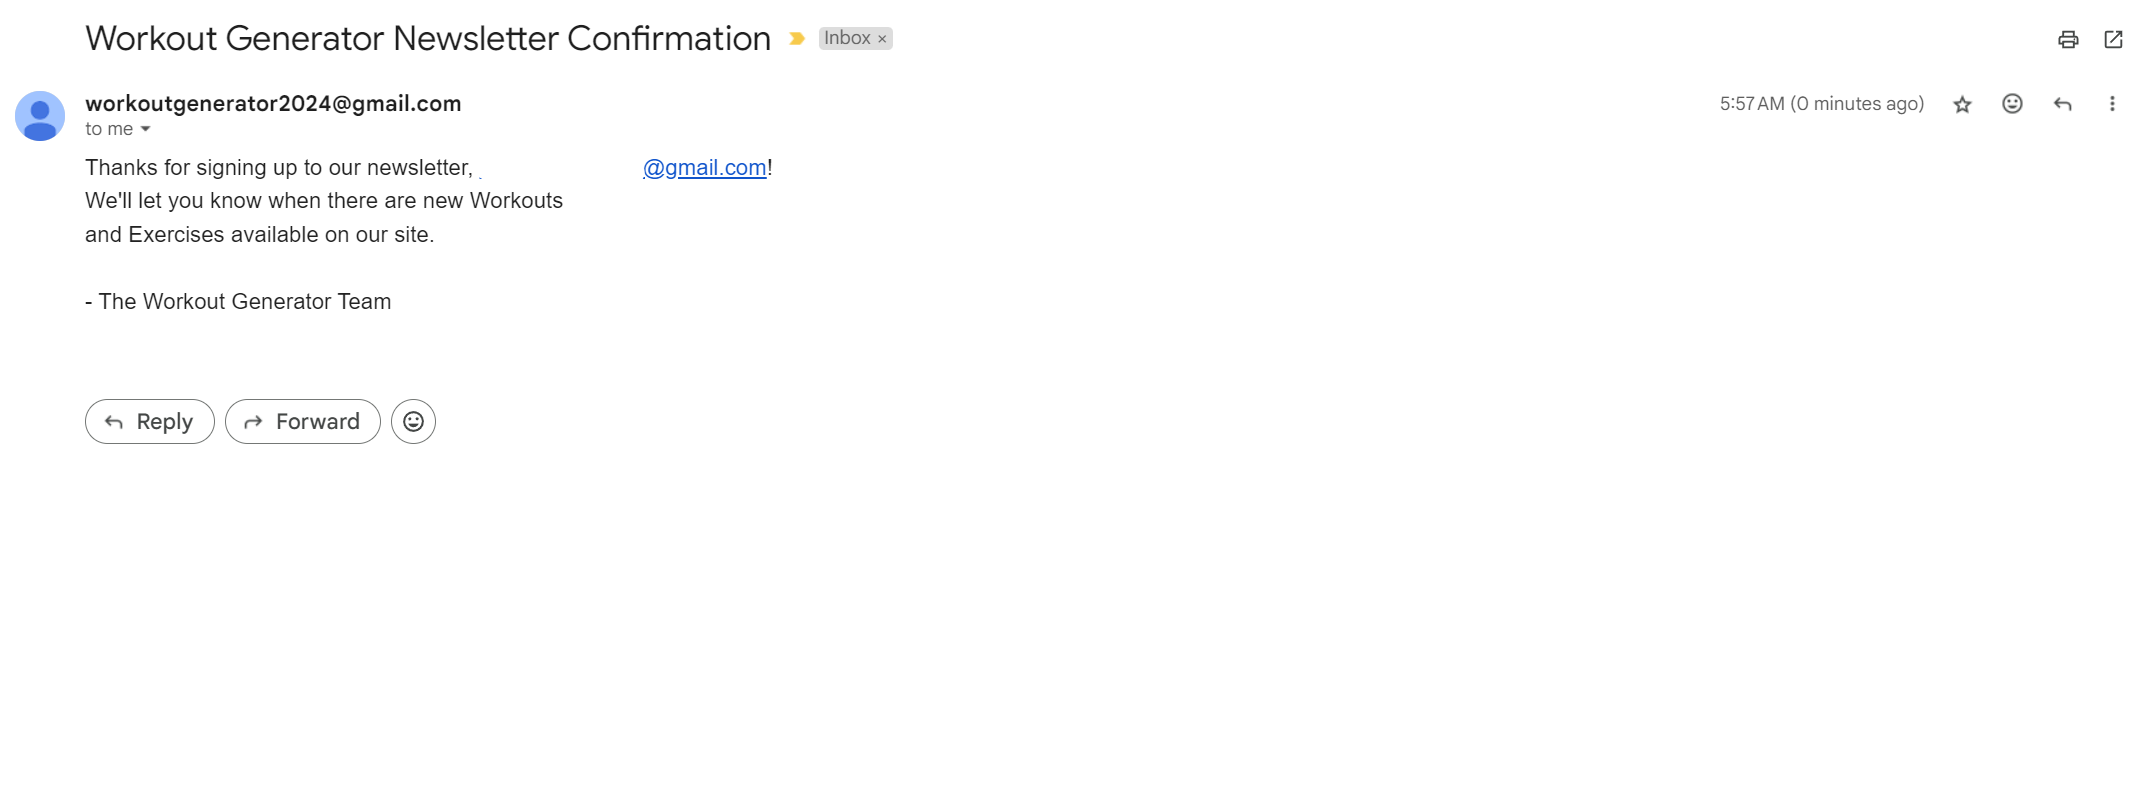 Workout Generator Newsletter Confirmation Inbox ×
workoutgenerator2024@gmail.com 5:57 AM (0 minutes ago)
to me
Thanks for signing up to our newsletter, @gmail.com!
We'll let you know when there are new Workouts
and Exercises available on our site.
- The Workout Generator Team
Reply Forward